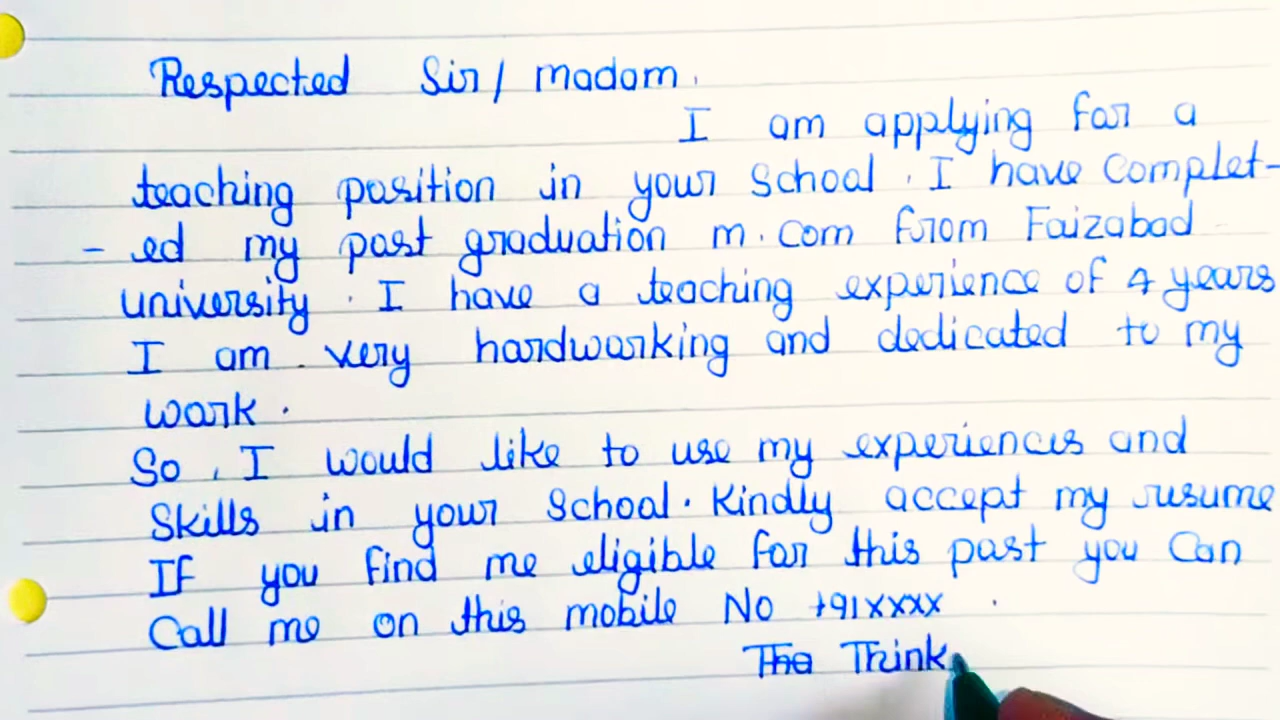 Respected Sir/ madam.
I am applying for a
teaching position in your School. I have Complet-
- ed my post graduation m. Com from Faizabad
university. I have a teaching experience of 4 years
I am very hardworking and dedicated to my
work.
So, I would like to use my experiences and
Skills in your School. Kindly accept my resume
If you find me eligible for this post you Can
Call me on this mobile No +91xxxx.
The Think